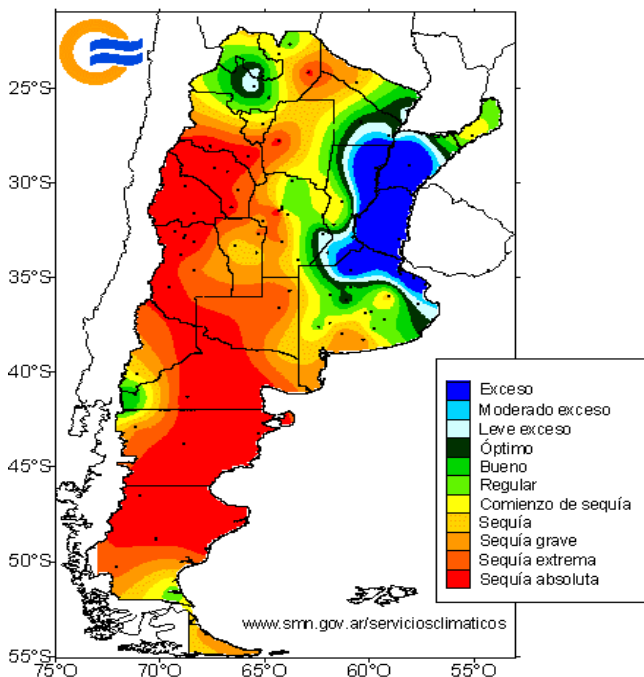 25°S
30°S
35°S
40°S
45°S
50°S
55°S
75°O
70°O
65°O
60°O
55°O
Exceso
Moderado exceso
Leve exceso
Óptimo
Bueno
Regular
Comienzo de sequía
Sequía
Sequía grave
Sequía extrema
Sequía absoluta
www.smn.gov.ar/serviciosclimaticos